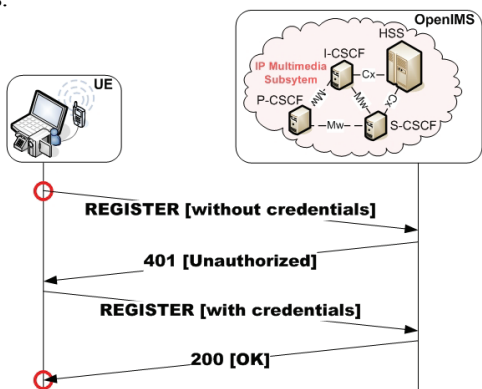 s.
OpenIMS
HSS
I-CSCF
IP Multimedia
Subsytem
Cx
UE
P-CSCF
Mw
Mw
Cx
Mw
S-CSCF
REGISTER [without credentials]
401 [Unauthorized]
REGISTER [with credentials]
200 [OK]